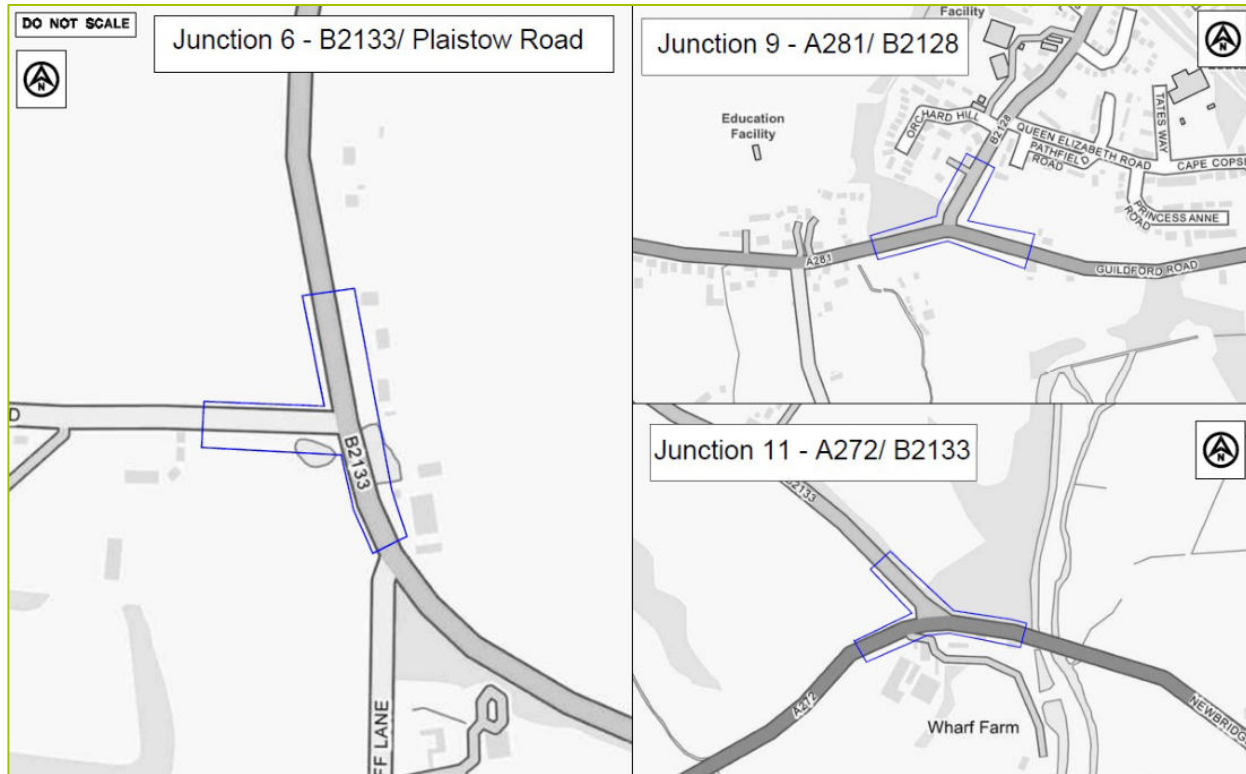 DO NOT SCALE
N
Junction 6 - B2133/ Plaistow Road
D
B2133
FF LANE
Junction 9 - A281/ B2128
N
Facility
Education
Facility
ORCHARD HILL
B2128
QUEEN ELIZABETH ROAD
PATHFIELD
ROAD
TATES WAY
CAPE COPSE
PRINCESS ANNE
ROAD
A281
GUILDFORD ROAD
Junction 11 - A272/ B2133
N
B2133
A272
NEWBRIDG
Wharf Farm